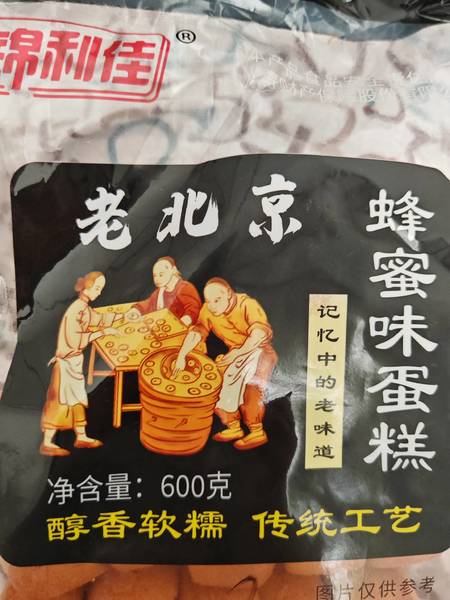 锦利佳®
老北京
蜂蜜味蛋糕
记忆中的老味道
净含量：600克
醇香软糯 传统工艺
图片仅供参考